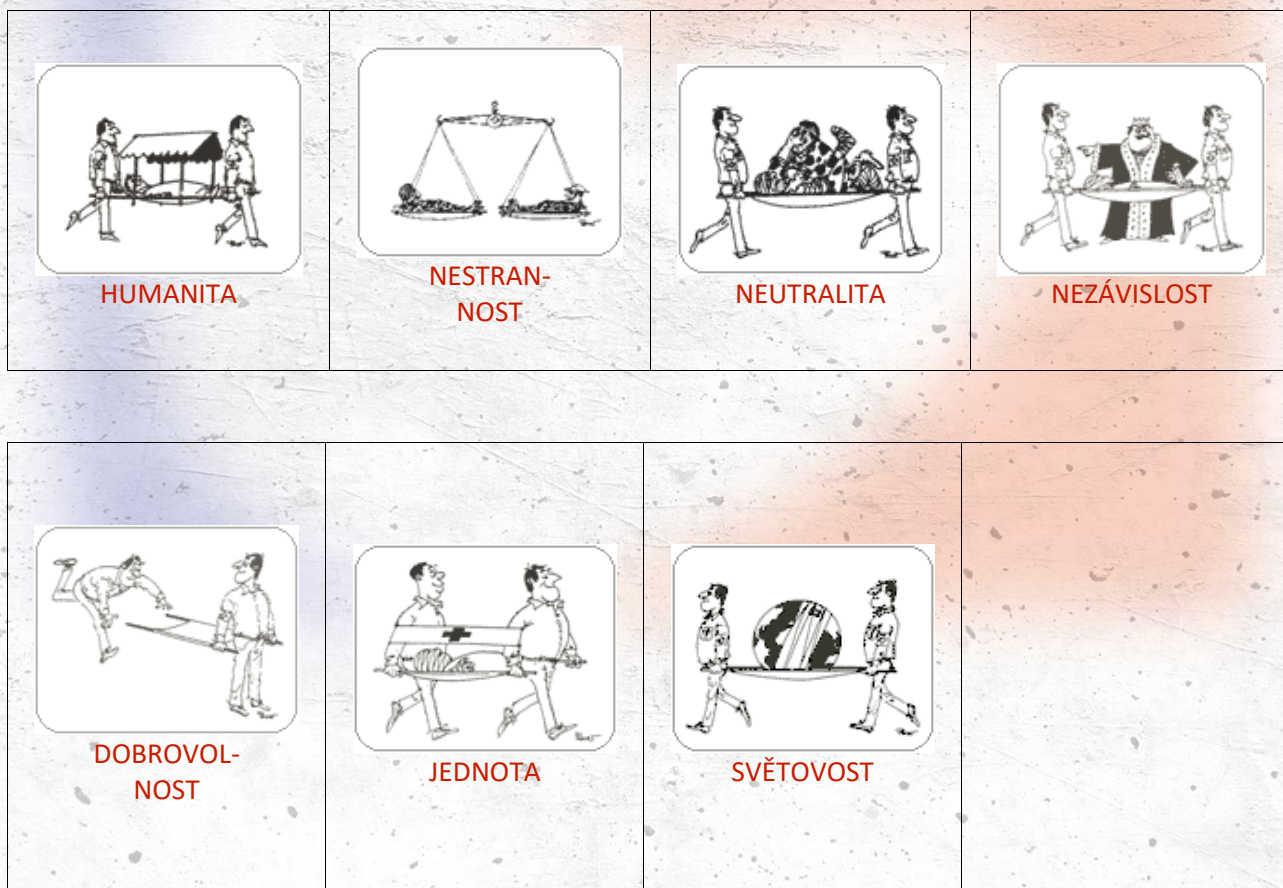 HUMANITA
NESTRAN-
NOST
NEUTRALITA
NEZÁVISLOST
DOBROVOL-
NOST
JEDNOTA
SVĚTOVOST